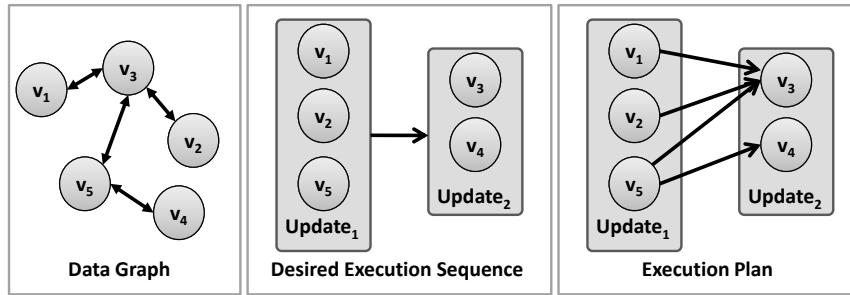 v1
v3
v2
v5
v4
Data Graph
v1
v2
v5
Update1
v3
v4
Update2
Desired Execution Sequence
v1
v2
v5
Update1
v3
v4
Update2
Execution Plan